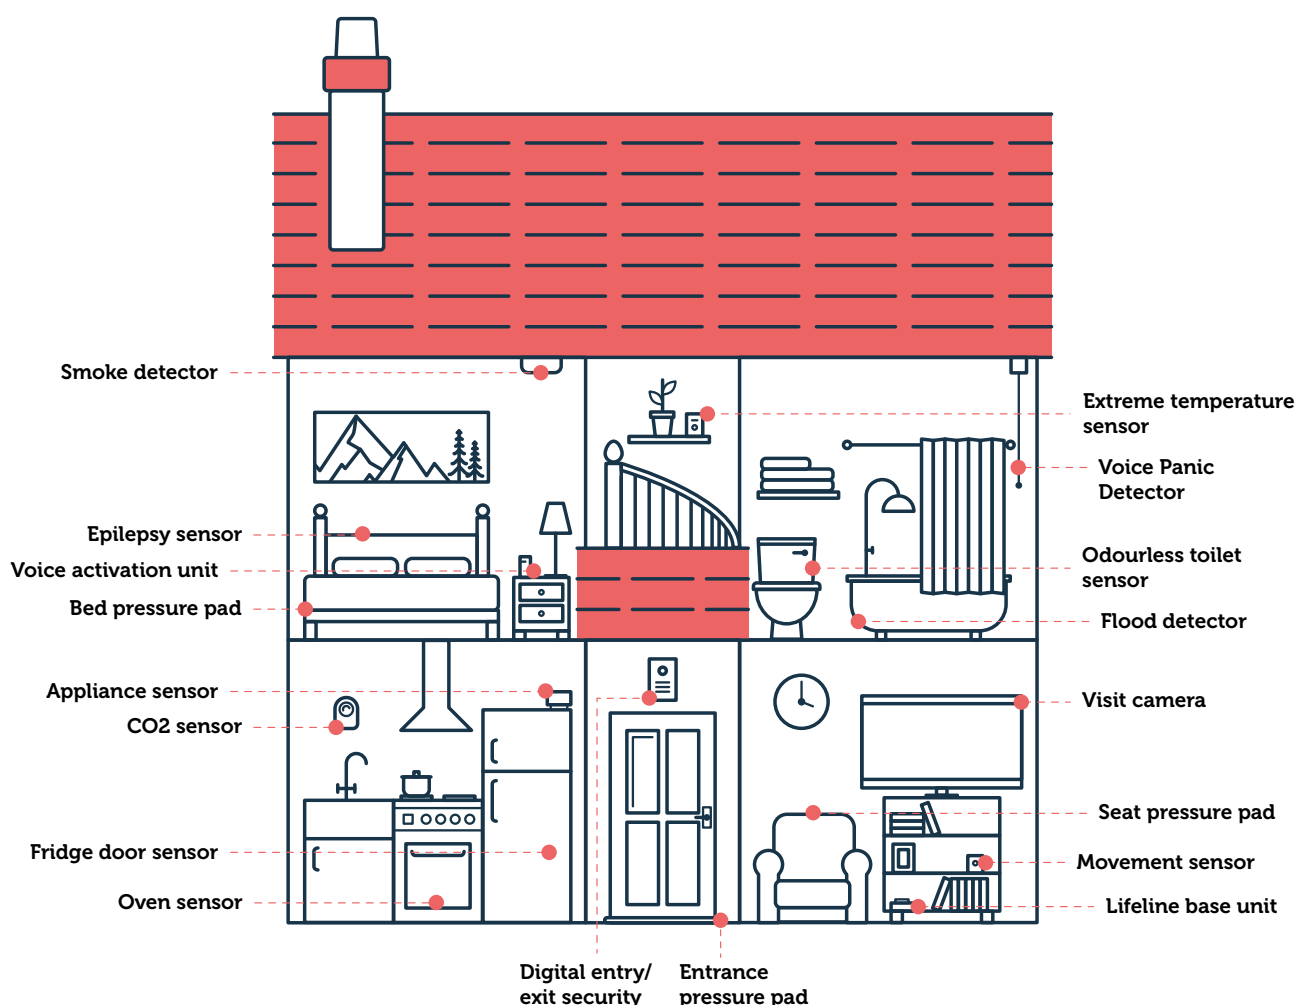 Smoke detector
Epilepsy sensor
Voice activation unit
Bed pressure pad
Appliance sensor
CO2 sensor
Fridge door sensor
Oven sensor
Extreme temperature
sensor
Voice Panic
Detector
Odourless toilet
sensor
Flood detector
Visit camera
Seat pressure pad
Movement sensor
Lifeline base unit
Digital entry/
exit security
Entrance
pressure pad